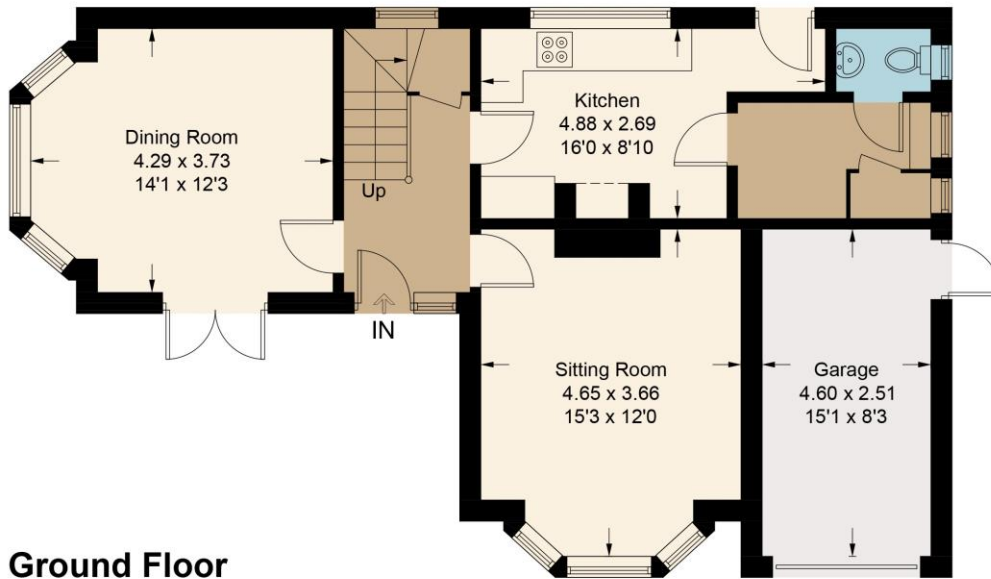 Dining Room
4.29 x 3.73
14'1 x 12'3
Up
IN
Kitchen
4.88 x 2.69
16'0 x 8'10
Sitting Room
4.65 x 3.66
15'3 x 12'0
Garage
4.60 x 2.51
15'1 x 8'3
Ground Floor